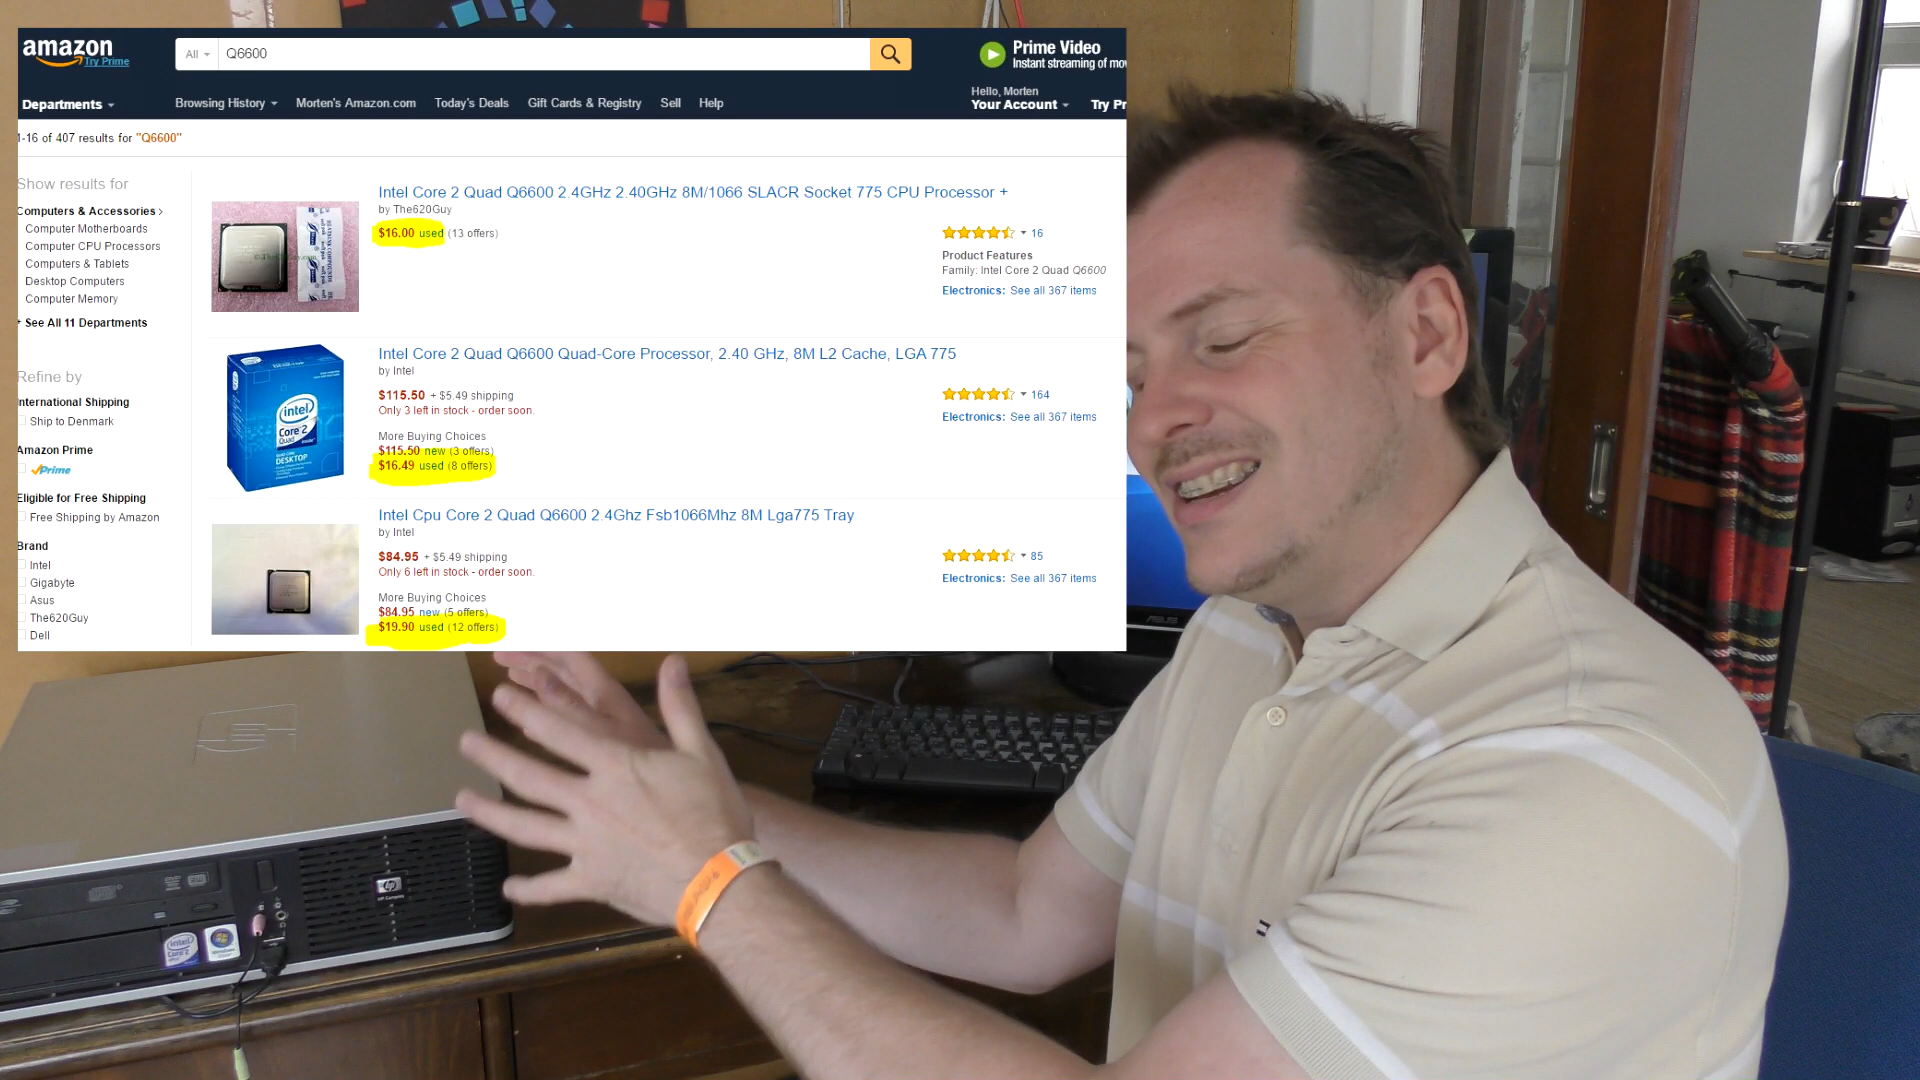 amazon
Try Prime
All
Q6600
Prime Video
Instant streaming of mov
Departments
Browsing History
Morten's Amazon.com
Today's Deals
Gift Cards & Registry
Sell
Help
Hello, Morten
Your Account
Try Pr
1-16 of 407 results for "Q6600"
Show results for
Computers & Accessories
Computer Motherboards
Computer CPU Processors
Computers & Tablets
Desktop Computers
Computer Memory
+ See All 11 Departments
Refine by
International Shipping
Ship to Denmark
Amazon Prime
Prime
Eligible for Free Shipping
Free Shipping by Amazon
Brand
Intel
Gigabyte
Asus
The620Guy
Dell
Intel Core 2 Quad Q6600 2.4GHz 2.40GHz 8M/1066 SLACR Socket 775 CPU Processor +
by The620Guy
$16.00 used (13 offers)
16
Product Features
Family: Intel Core 2 Quad Q6600
Electronics: See all 367 items
intel
Core 2
Quad
DESKTOP
Intel Core 2 Quad Q6600 Quad-Core Processor, 2.40 GHz, 8M L2 Cache, LGA 775
by Intel
$115.50 + $5.49 shipping
Only 3 left in stock - order soon.
More Buying Choices
$115.50 new (3 offers)
$16.49 used (8 offers)
164
Electronics: See all 367 items
Intel Cpu Core 2 Quad Q6600 2.4Ghz Fsb1066Mhz 8M Lga775 Tray
by Intel
$84.95 + $5.49 shipping
Only 6 left in stock - order soon.
More Buying Choices
$84.95 new (5 offers)
$19.90 used (12 offers)
85
Electronics: See all 367 items
ASUS
hp
HP Compaq
intel
Core 2